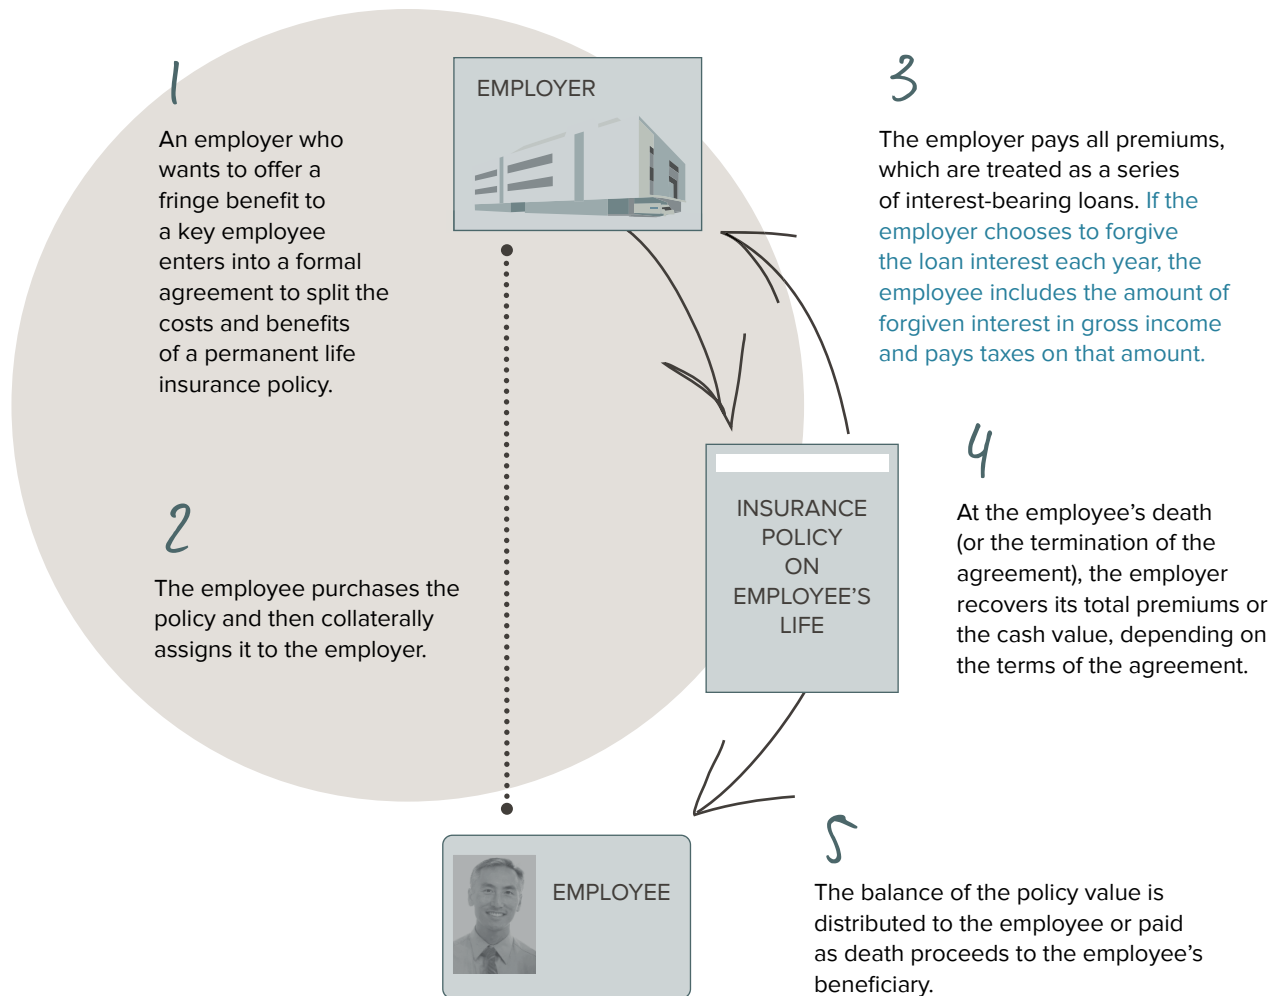 1
An employer who
wants to offer a
fringe benefit to
a key employee
enters into a formal
agreement to split the
costs and benefits
of a permanent life
insurance policy.
EMPLOYER
3
The employer pays all premiums,
which are treated as a series
of interest-bearing loans. If the
employer chooses to forgive
the loan interest each year, the
employee includes the amount of
forgiven interest in gross income
and pays taxes on that amount.
2
The employee purchases the
policy and then collaterally
assigns it to the employer.
INSURANCE
POLICY
ON
EMPLOYEE’S
LIFE
4
At the employee’s death
(or the termination of the
agreement), the employer
recovers its total premiums or
the cash value, depending on
the terms of the agreement.
EMPLOYEE
5
The balance of the policy value is
distributed to the employee or paid
as death proceeds to the employee’s
beneficiary.